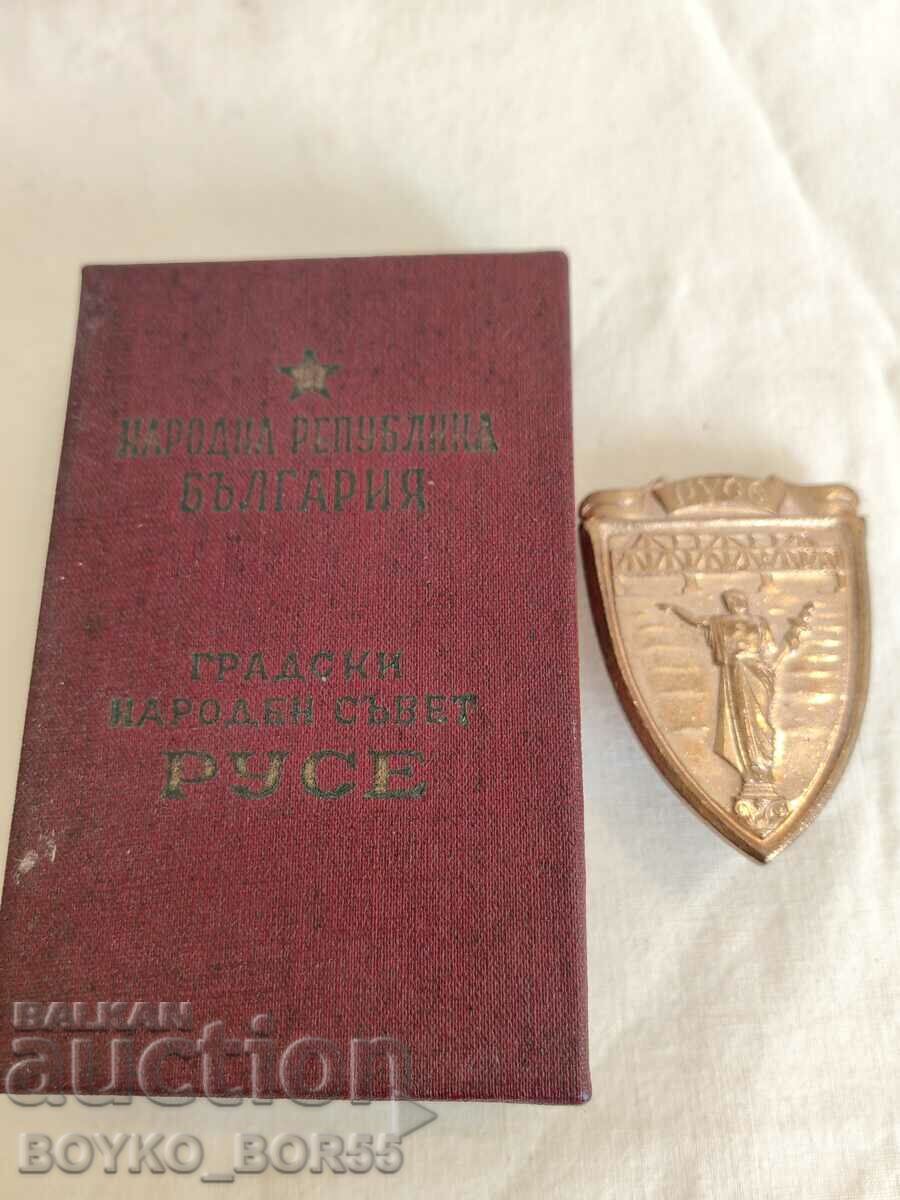 НАРОДНА РЕПУБЛИКА
БЪЛГАРИЯ
ГРАДСКИ
НАРОДЕН СЪВЕТ
РУСЕ
РУСЕ
BALKAN
auction
BOYKO_BOR55